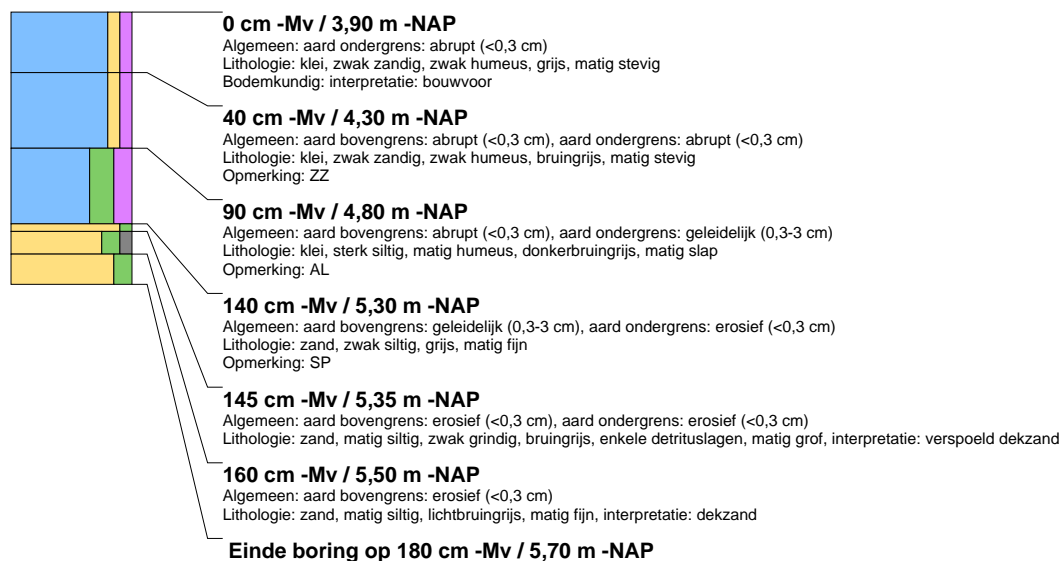 0 cm -Mv / 3,90 m -NAP
Algemeen: aard ondergrens: abrupt (<0,3 cm)
Lithologie: klei, zwak zandig, zwak humeus, grijs, matig stevig
Bodemkundig: interpretatie: bouwvoor
40 cm -Mv / 4,30 m -NAP
Algemeen: aard bovengrens: abrupt (<0,3 cm), aard ondergrens: abrupt (<0,3 cm)
Lithologie: klei, zwak zandig, zwak humeus, bruingrijs, matig stevig
Opmerking: ZZ
90 cm -Mv / 4,80 m -NAP
Algemeen: aard bovengrens: abrupt (<0,3 cm), aard ondergrens: geleidelijk (0,3-3 cm)
Lithologie: klei, sterk siltig, matig humeus, donkerbruingrijs, matig slap
Opmerking: AL
140 cm -Mv / 5,30 m -NAP
Algemeen: aard bovengrens: geleidelijk (0,3-3 cm), aard ondergrens: erosief (<0,3 cm)
Lithologie: zand, zwak siltig, grijs, matig fijn
Opmerking: SP
145 cm -Mv / 5,35 m -NAP
Algemeen: aard bovengrens: erosief (<0,3 cm), aard ondergrens: erosief (<0,3 cm)
Lithologie: zand, matig siltig, zwak grindig, bruingrijs, enkele detrituslagen, matig grof, interpretatie: verspoeld dekzand
160 cm -Mv / 5,50 m -NAP
Algemeen: aard bovengrens: erosief (<0,3 cm)
Lithologie: zand, matig siltig, lichtbruingrijs, matig fijn, interpretatie: dekzand
Einde boring op 180 cm -Mv / 5,70 m -NAP